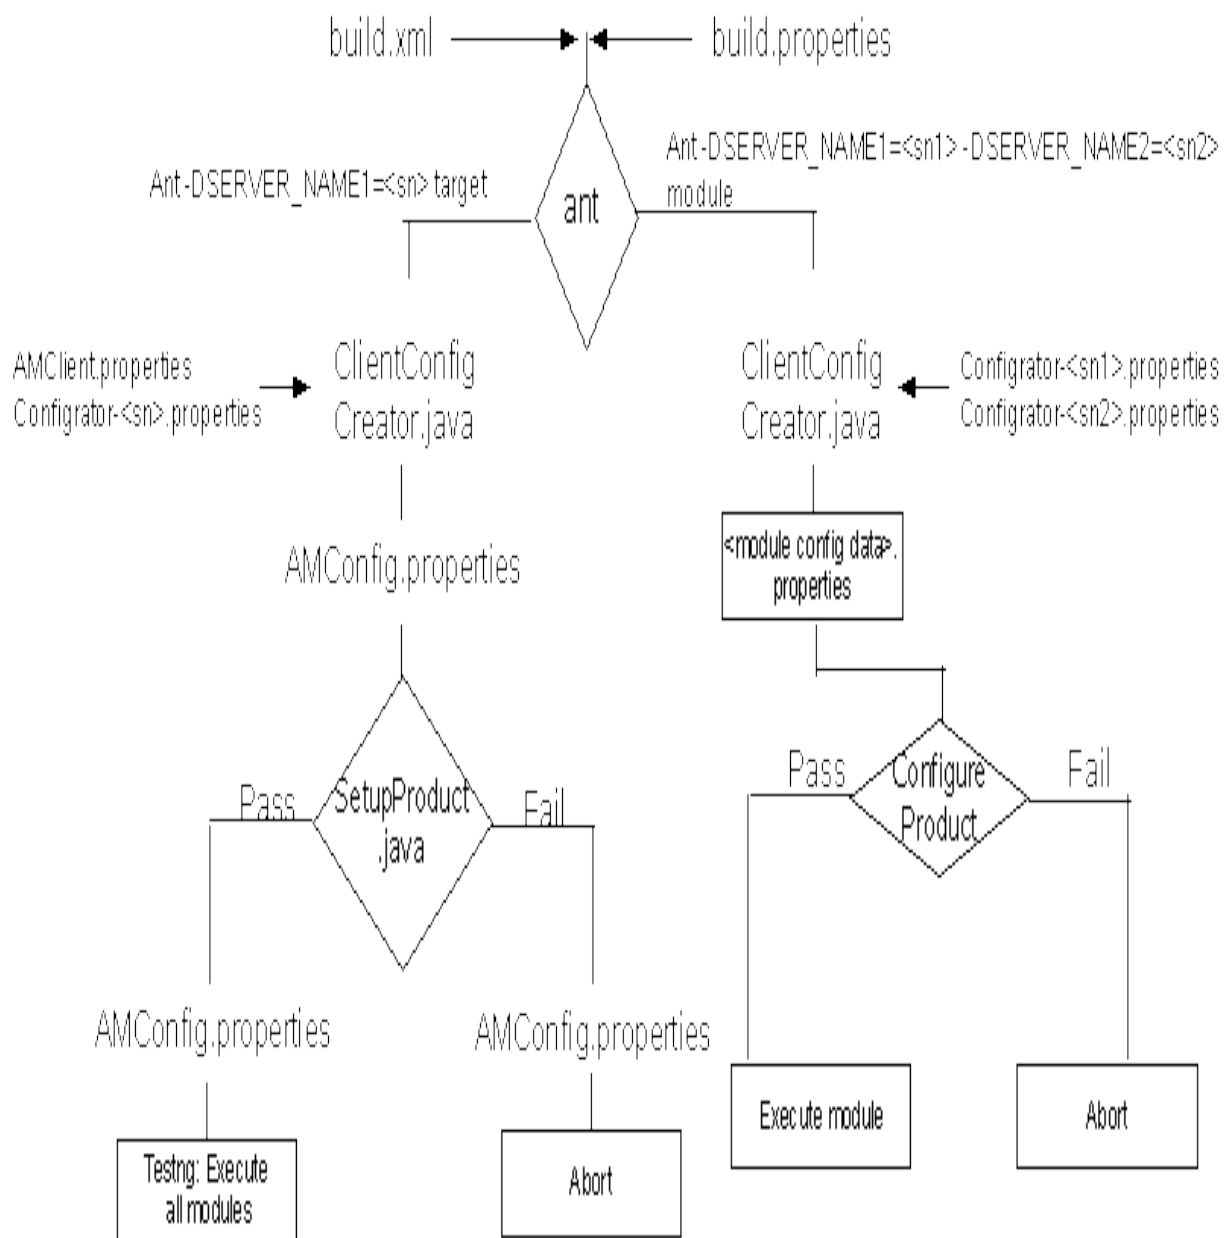 build.xml
build.properties
Ant-DSERVER_NAME1=<sn1> -DSERVER_NAME2=<sn2>
module
Ant-DSERVER_NAME1=<sn> target
ant
AMClient.properties
Configrator-<sn>.properties
ClientConfig
Creator.java
ClientConfig
Creator.java
Configrator-<sn1>.properties
Configrator-<sn2>.properties
AMConfig.properties
<module config data>.
properties
Pass
SetupProduct
.java
Fail
Pass
Configure
Product
Fail
AMConfig.properties
AMConfig.properties
Execute module
Abort
Testng: Execute
all modules
Abort